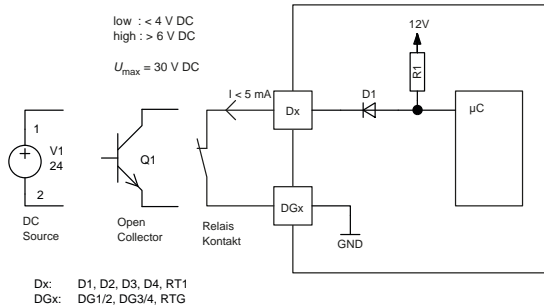 low : < 4 V DC
high : > 6 V DC
Umax = 30 V DC
12V
R1
I < 5 mA
Dx
D1
µC
1
V1
24
2
Q1
DGx
GND
DC
Source
Open
Collector
Relais
Kontakt
Dx: D1, D2, D3, D4, RT1
DGx: DG1/2, DG3/4, RTG